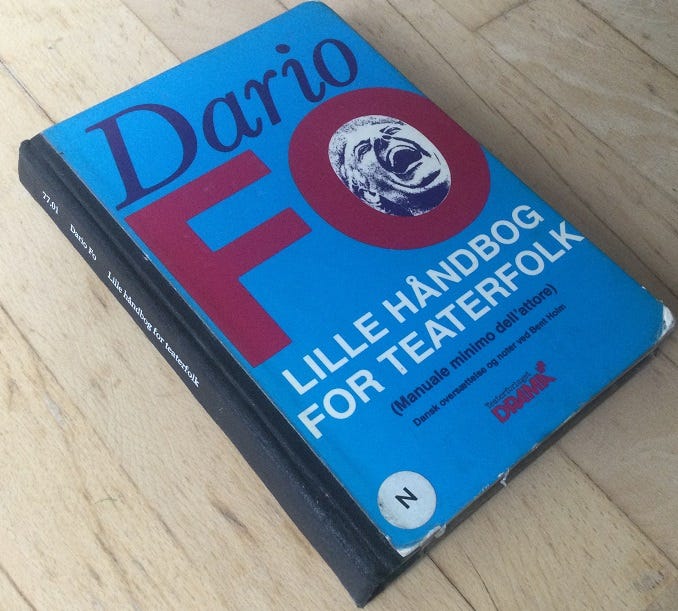 Dario
FO
LILLE HÅNDBOG
FOR TEATERFOLK
(Manuale minimo dell'attore)
Dansk oversættelse og noter ved Bent Holm
Teaterforlaget
DRAMA
N
77.01 Dario Fo Lille håndbog for teaterfolk